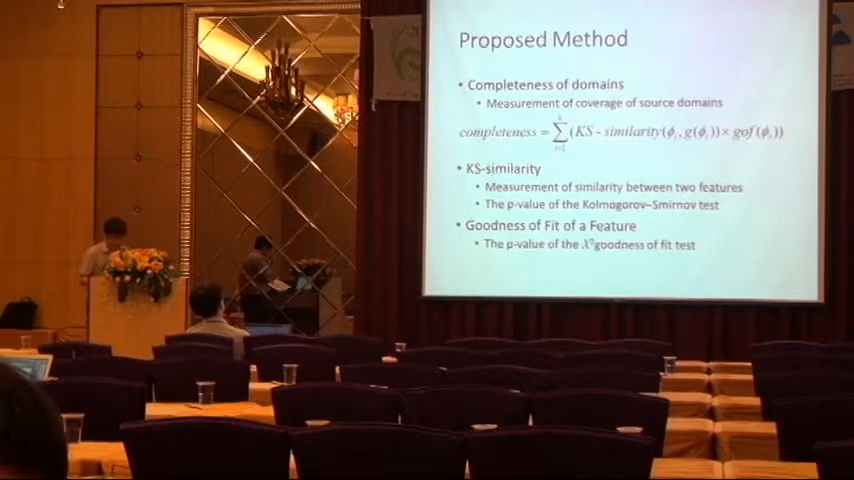 Proposed Method
• Completeness of domains
• Measurement of coverage of source domains
completeness = ∑(KS - similarity(ϕᵢ, g(ϕᵢ)) × gof(ϕᵢ))
• KS-similarity
• Measurement of similarity between two features
• The p-value of the Kolmogorov–Smirnov test
• Goodness of Fit of a Feature
• The p-value of the X² goodness of fit test